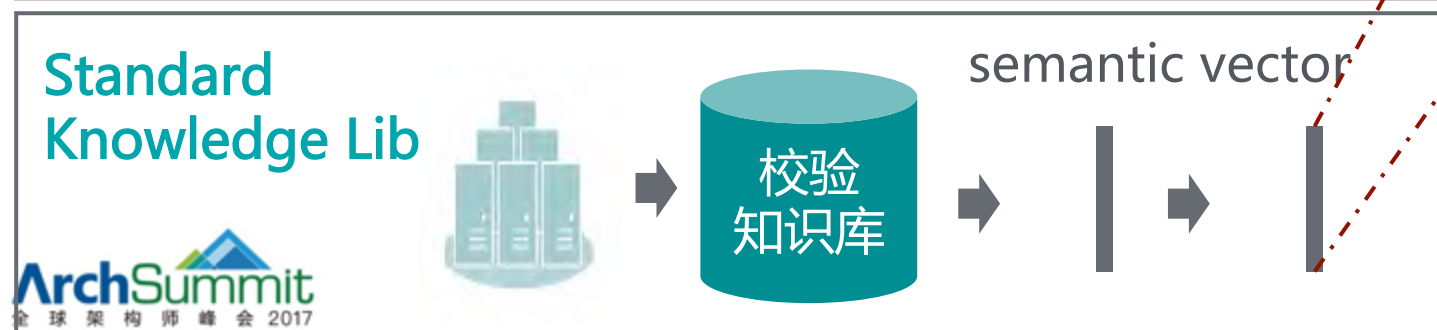 Standard
Knowledge Lib
semantic vector
校验
知识库
ArchSummit
全球架构师峰会 2017